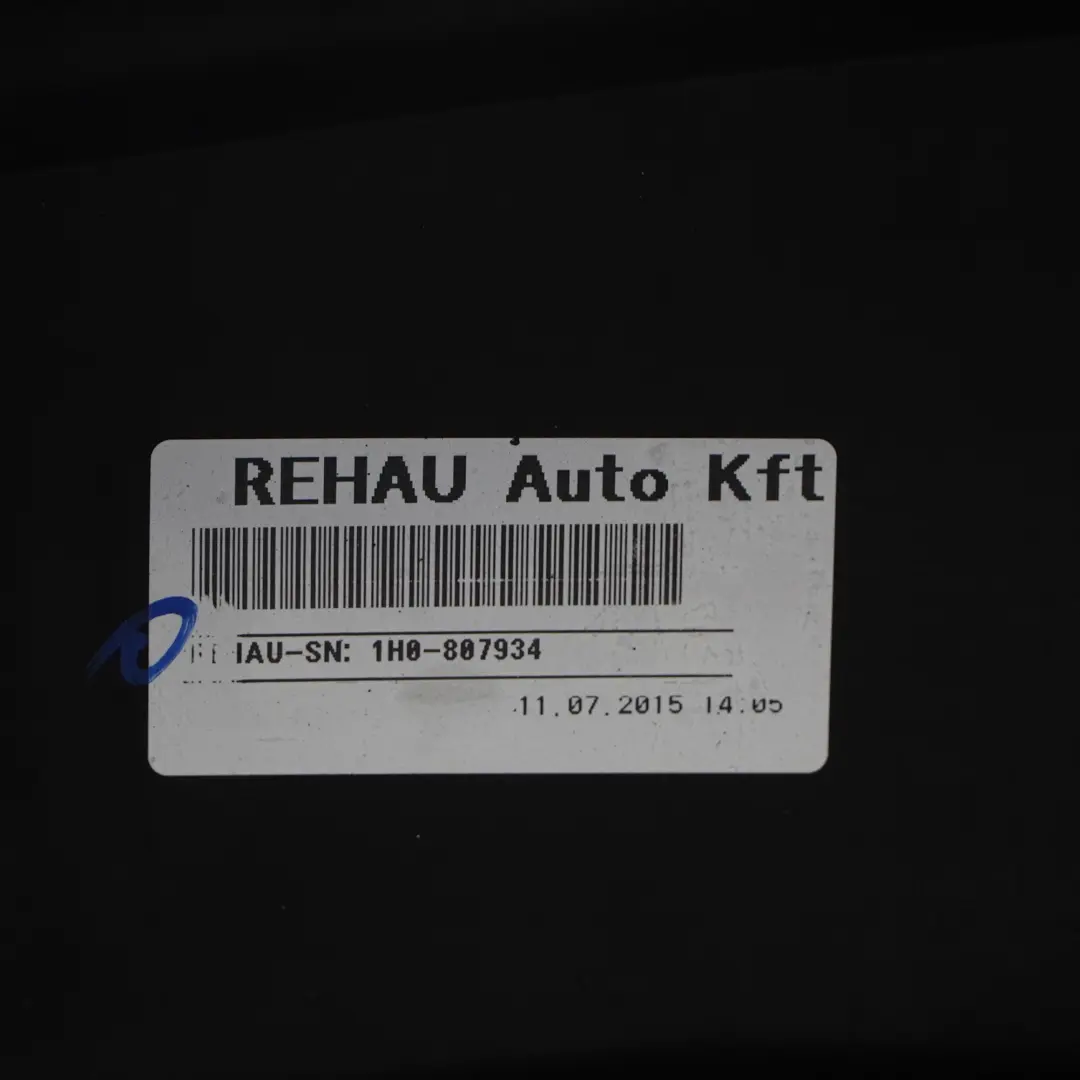 REHAU Auto Kft
IAU-SN: 1H0-807934
11.07.2015 14:05